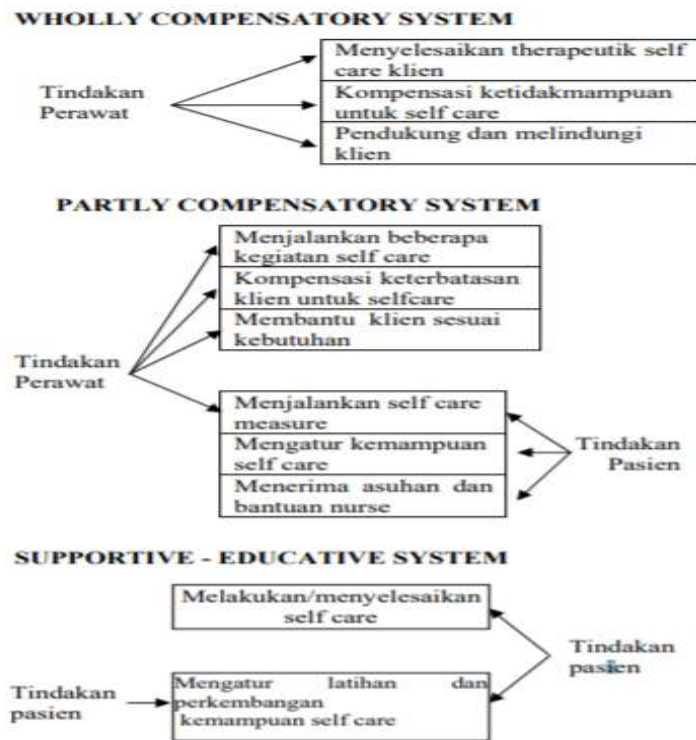 WHOLLY COMPENSATORY SYSTEM
Tindakan
Perawat
Menyelesaikan therapeutik self
care klien
Kompensasi ketidakmampuan
untuk self care
Pendukung dan melindungi
klien
PARTLY COMPENSATORY SYSTEM
Menjalankan beberapa
kegiatan self care
Kompensasi keterbatasan
klien untuk selfcare
Membantu klien sesuai
kebutuhan
Tindakan
Perawat
Menjalankan self care
measure
Mengatur kemampuan
self care
Menerima asuhan dan
bantuan nurse
Tindakan
Pasien
SUPPORTIVE - EDUCATIVE SYSTEM
Melakukan/menyelesaikan
self care
Tindakan
pasien
Tindakan
pasien
Mengatur latihan dan
perkembangan
kemampuan self care